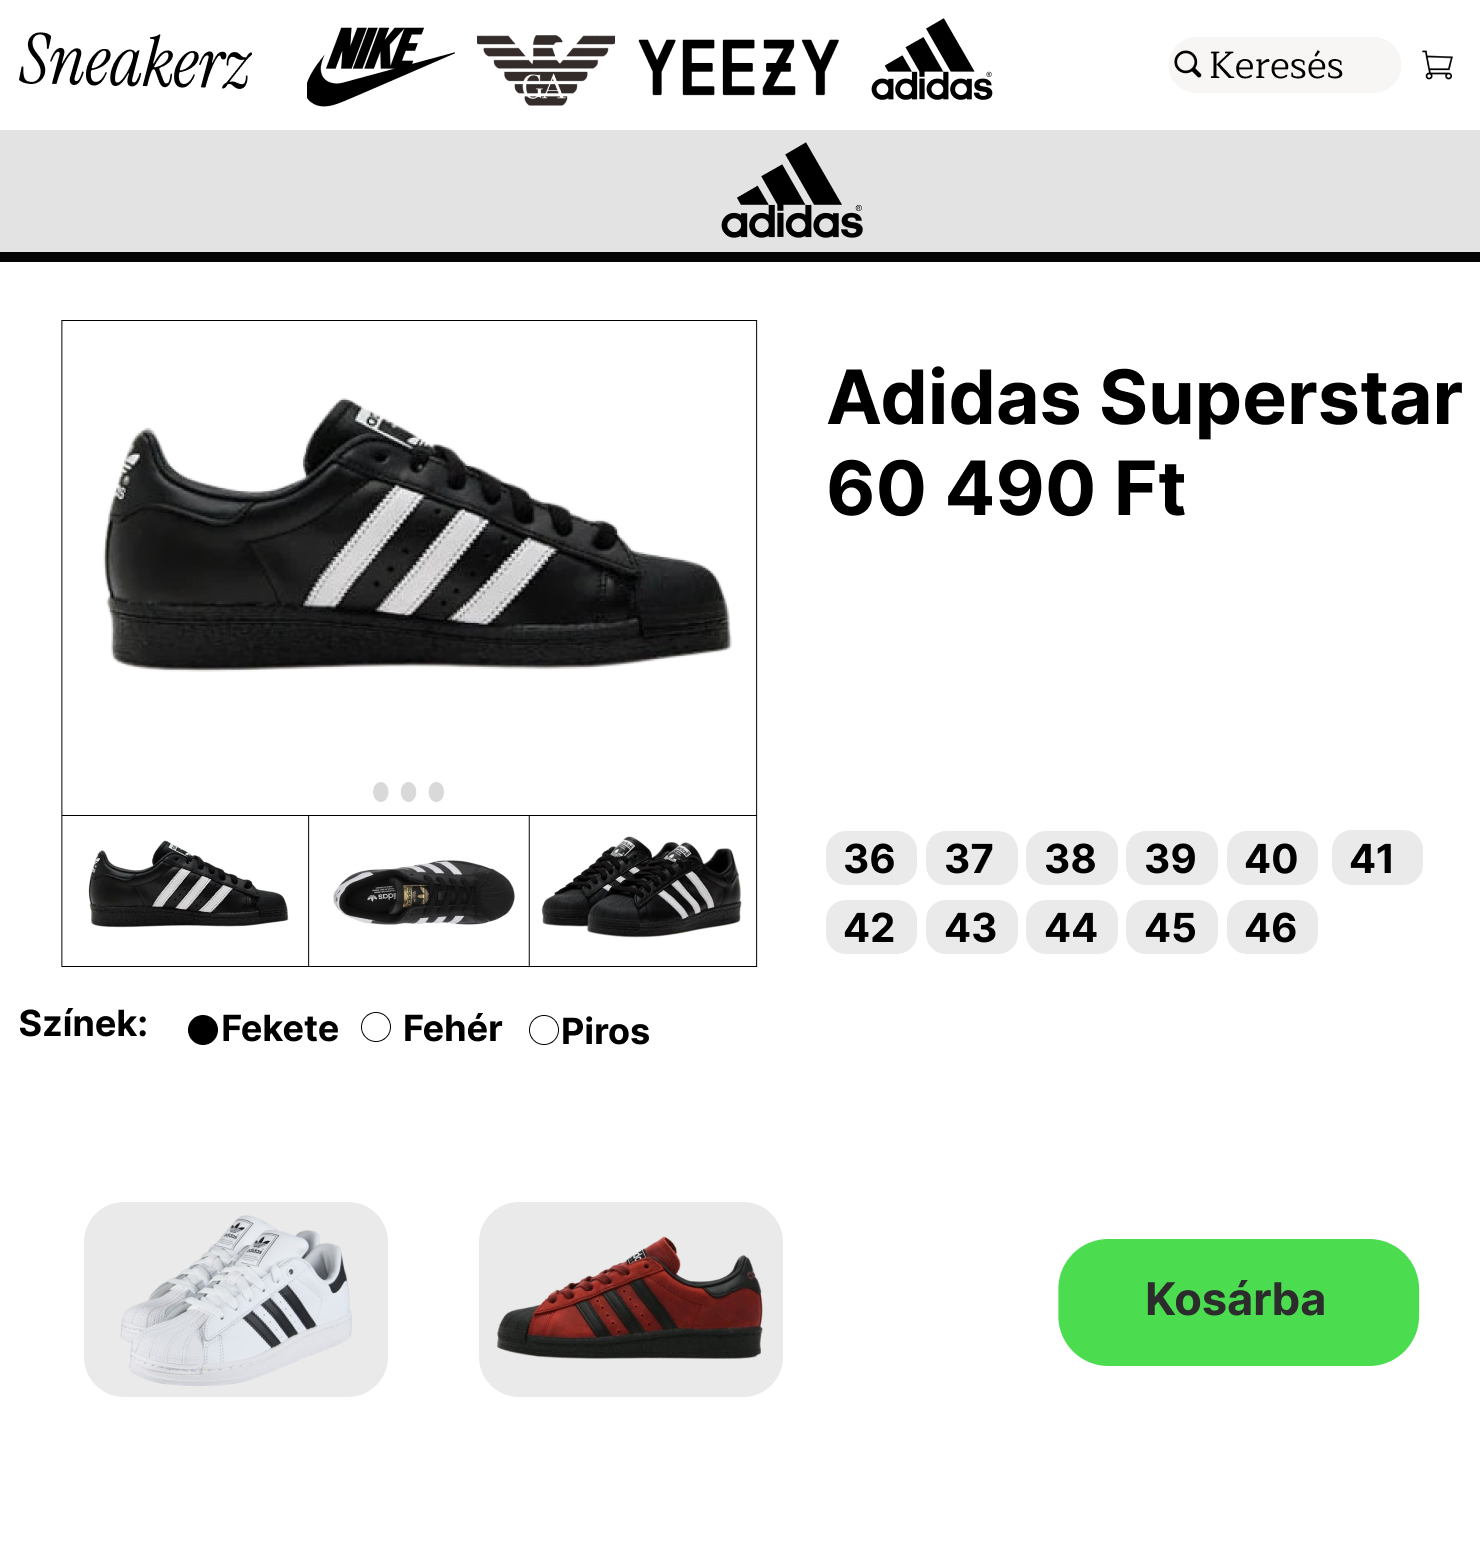 Sneakerz
NIKE
GA
YEEZY
adidas®
Keresés
adidas®
Adidas Superstar
60 490 Ft
36 37 38 39 40 41
42 43 44 45 46
Színek: Fekete Fehér Piros
Kosárba